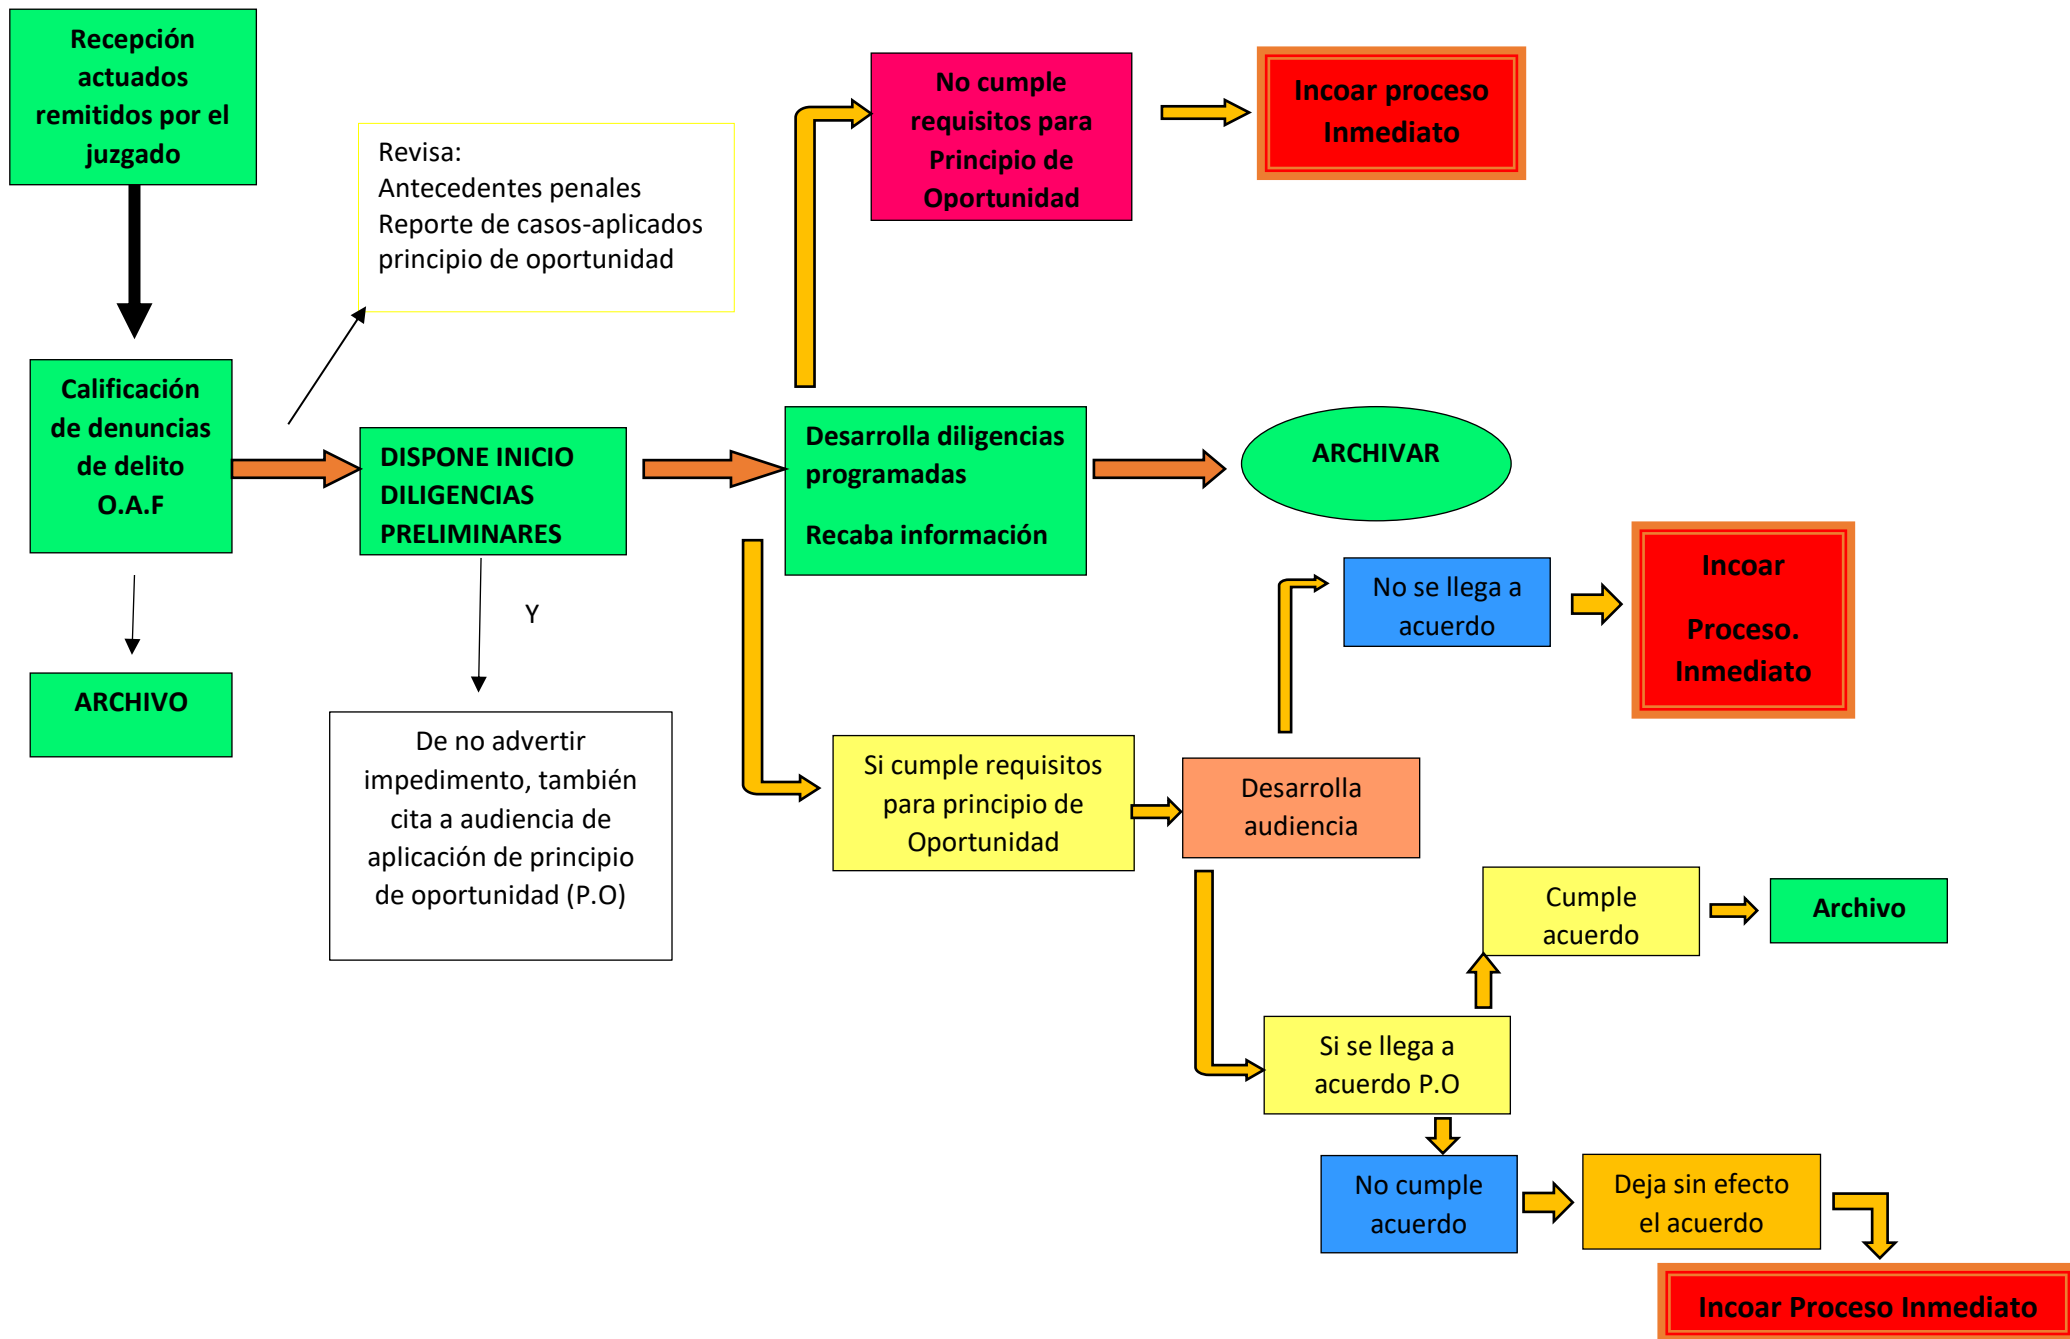 Recepción
actuados
remitidos por el
juzgado
Revisa:
Antecedentes penales
Reporte de casos-aplicados
principio de oportunidad
No cumple
requisitos para
Principio de
Oportunidad
Incoar proceso
Inmediato
Calificación
de denuncias
de delito
O.A.F
DISPONE INICIO
DILIGENCIAS
PRELIMINARES
Desarrolla diligencias
programadas
Recaba información
ARCHIVAR
ARCHIVO
Y
De no advertir
impedimento, también
cita a audiencia de
aplicación de principio
de oportunidad (P.O)
No se llega a
acuerdo
Incoar
Proceso.
Inmediato
Si cumple requisitos
para principio de
Oportunidad
Desarrolla
audiencia
Cumple
acuerdo
Archivo
Si se llega a
acuerdo P.O
No cumple
acuerdo
Deja sin efecto
el acuerdo
Incoar Proceso Inmediato